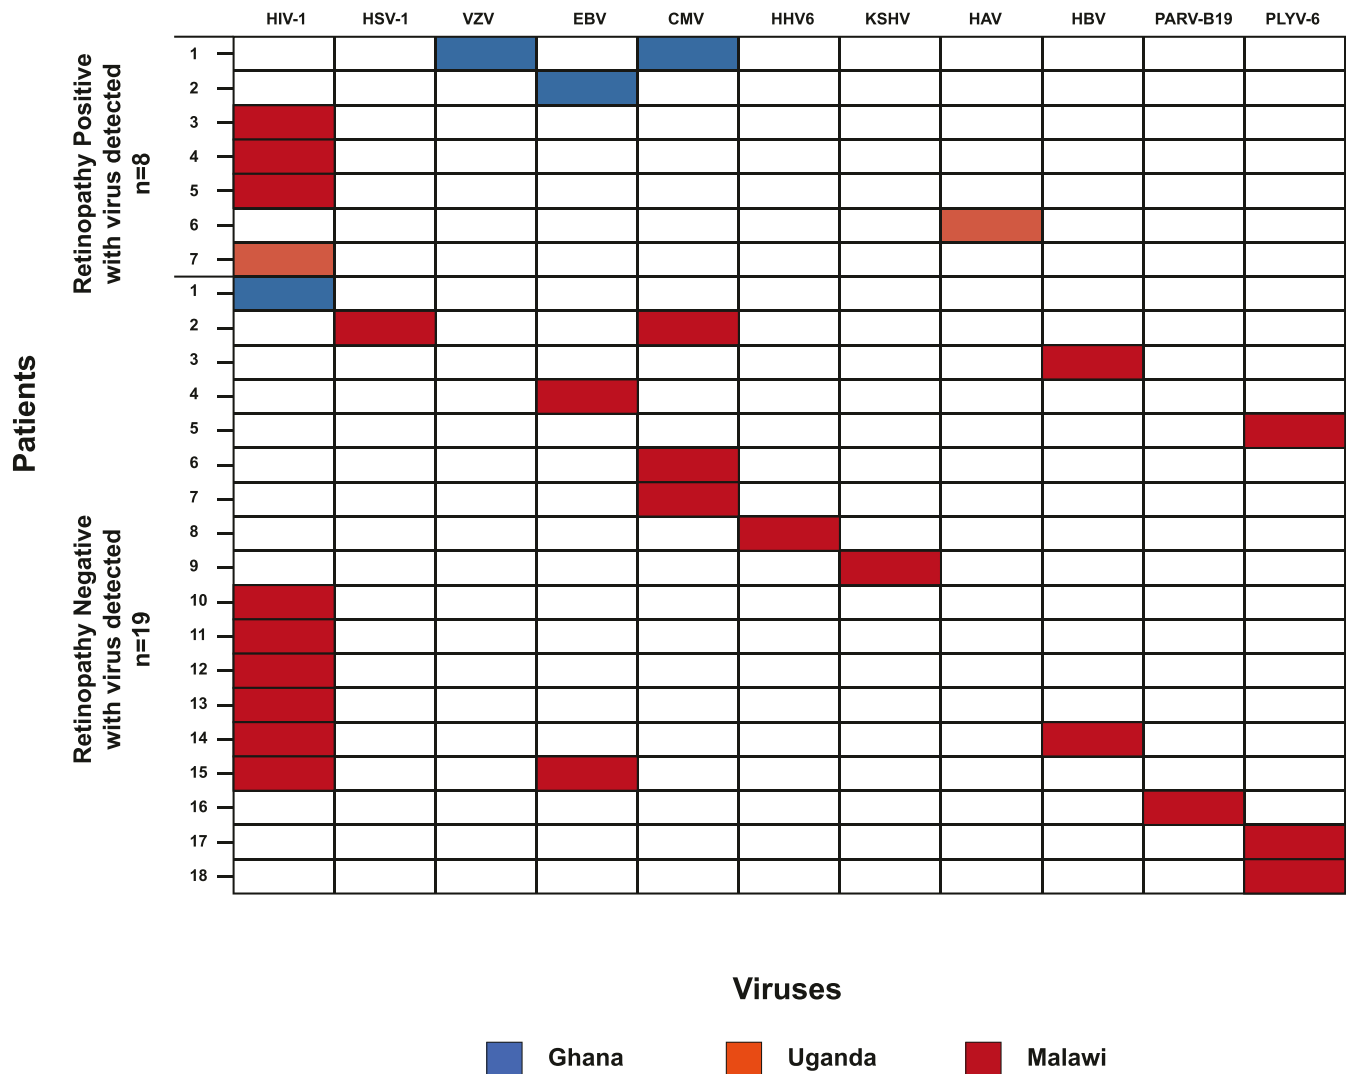 HIV-1 HSV-1 VZV EBV CMV HHV6 KSHV HAV HBV PARV-B19 PLYV-6
Retinopathy Positive
with virus detected
n=8
1
2
3
4
5
6
7
Patients
Retinopathy Negative
with virus detected
n=19
1
2
3
4
5
6
7
8
9
10
11
12
13
14
15
16
17
18
Viruses
Ghana Uganda Malawi